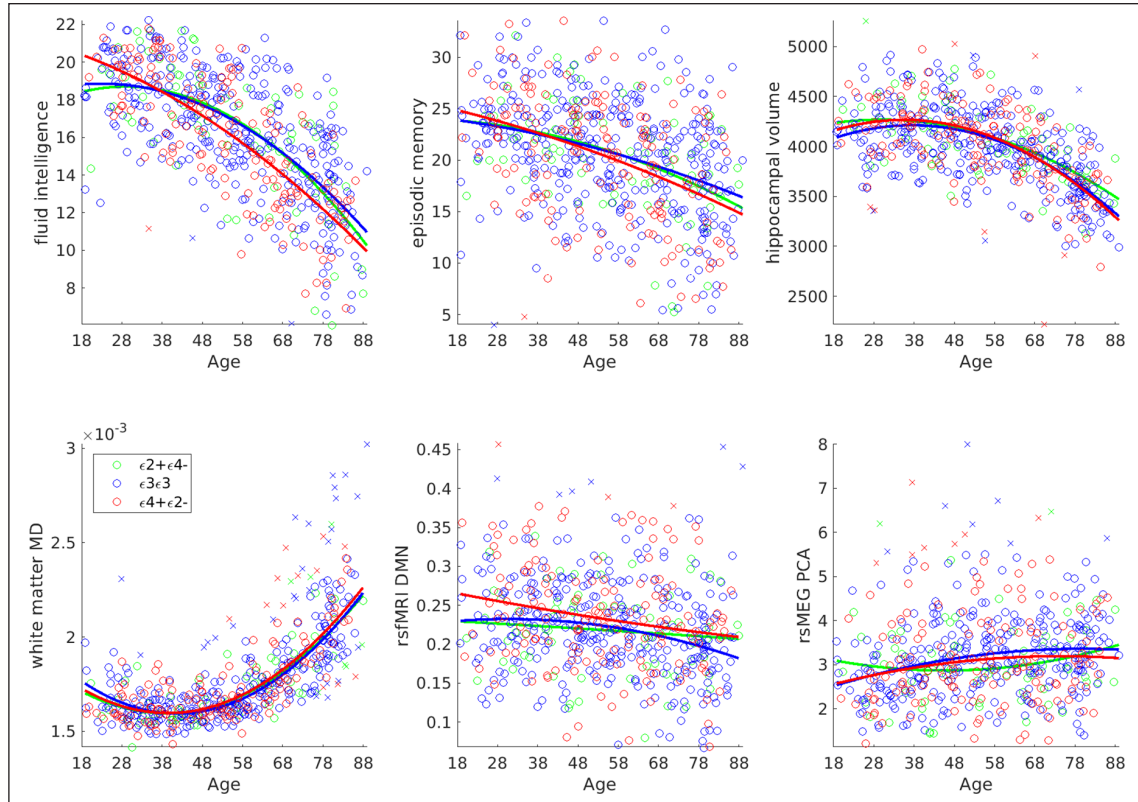 fluid intelligence
22
20
18
16
14
12
10
8
18 28 38 48 58 68 78 88
Age
episodic memory
30
25
20
15
10
5
18 28 38 48 58 68 78 88
Age
hippocampal volume
5000
4500
4000
3500
3000
2500
18 28 38 48 58 68 78 88
Age
white matter MD
×10⁻³
3
2.5
2
1.5
ϵ2+ϵ4-
ϵ3ϵ3
ϵ4+ϵ2-
18 28 38 48 58 68 78 88
Age
rsfMRI DMN
0.45
0.4
0.35
0.3
0.25
0.2
0.15
0.1
18 28 38 48 58 68 78 88
Age
rsMEG PCA
8
7
6
5
4
3
2
18 28 38 48 58 68 78 88
Age